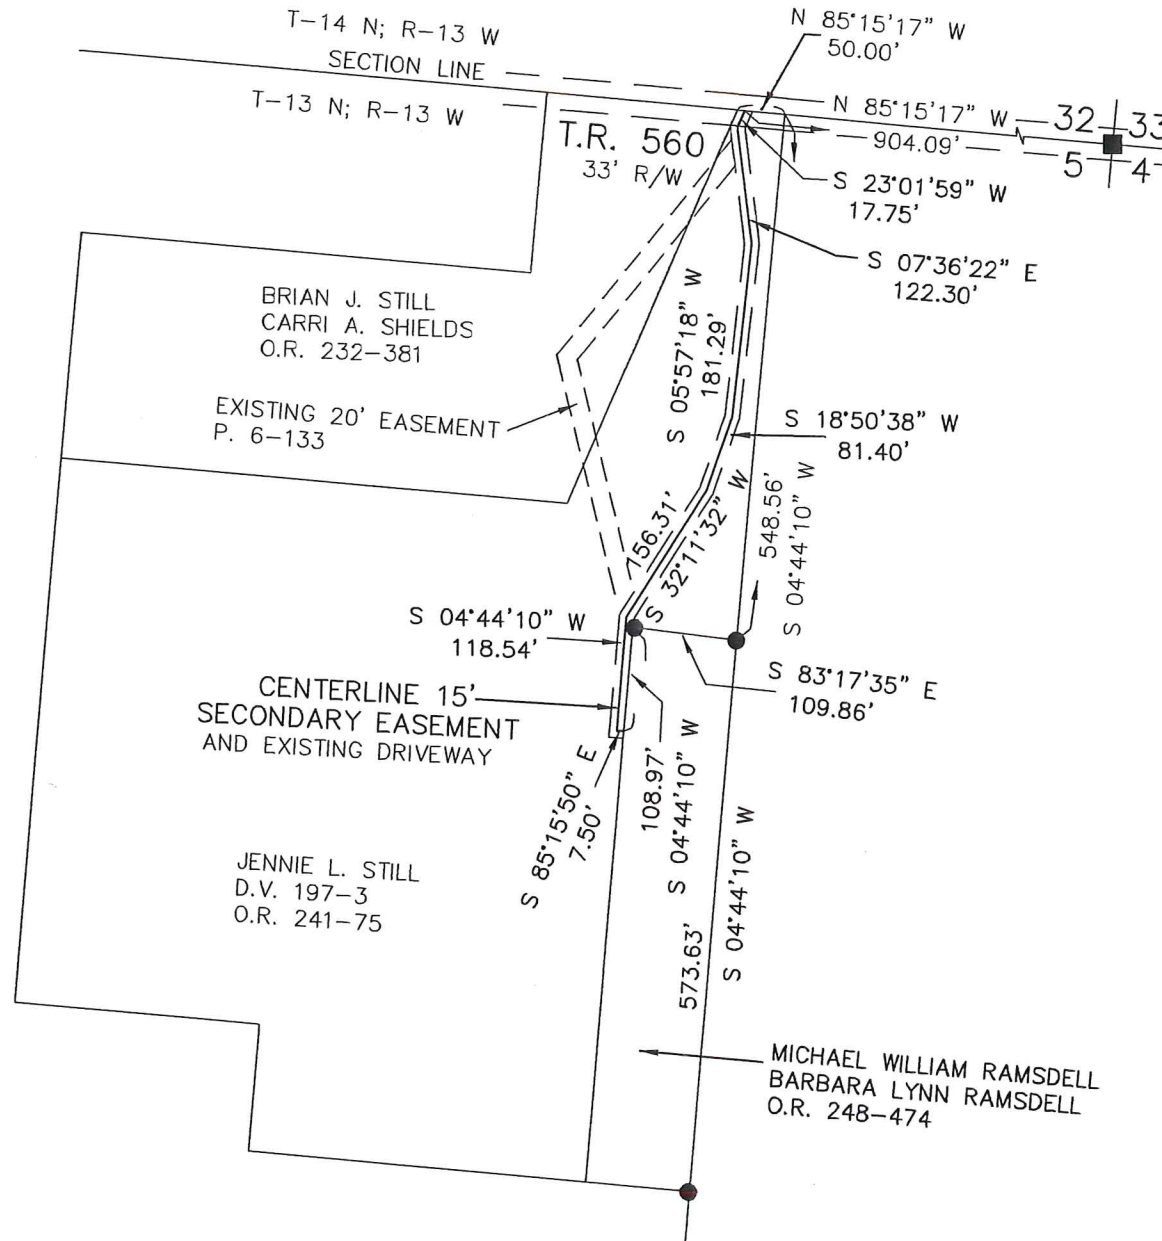 T-14 N; R-13 W
SECTION LINE
T-13 N; R-13 W
N 85°15'17" W
50.00'
N 85°15'17" W
904.09'
32
33
5
4
T.R. 560
33' R/W
S 23°01'59" W
17.75'
S 07°36'22" E
122.30'
BRIAN J. STILL
CARRI A. SHIELDS
O.R. 232-381
S 05°57'18" W
181.29'
EXISTING 20' EASEMENT
P. 6-133
S 18°50'38" W
81.40'
548.56'
S 04°44'10" W
156.31'
S 32°11'32" W
S 04°44'10" W
118.54'
S 83°17'35" E
109.86'
CENTERLINE 15'
SECONDARY EASEMENT
AND EXISTING DRIVEWAY
S 85°15'50" E
7.50'
108.97'
S 04°44'10" W
573.63'
S 04°44'10" W
JENNIE L. STILL
D.V. 197-3
O.R. 241-75
MICHAEL WILLIAM RAMSDELL
BARBARA LYNN RAMSDELL
O.R. 248-474